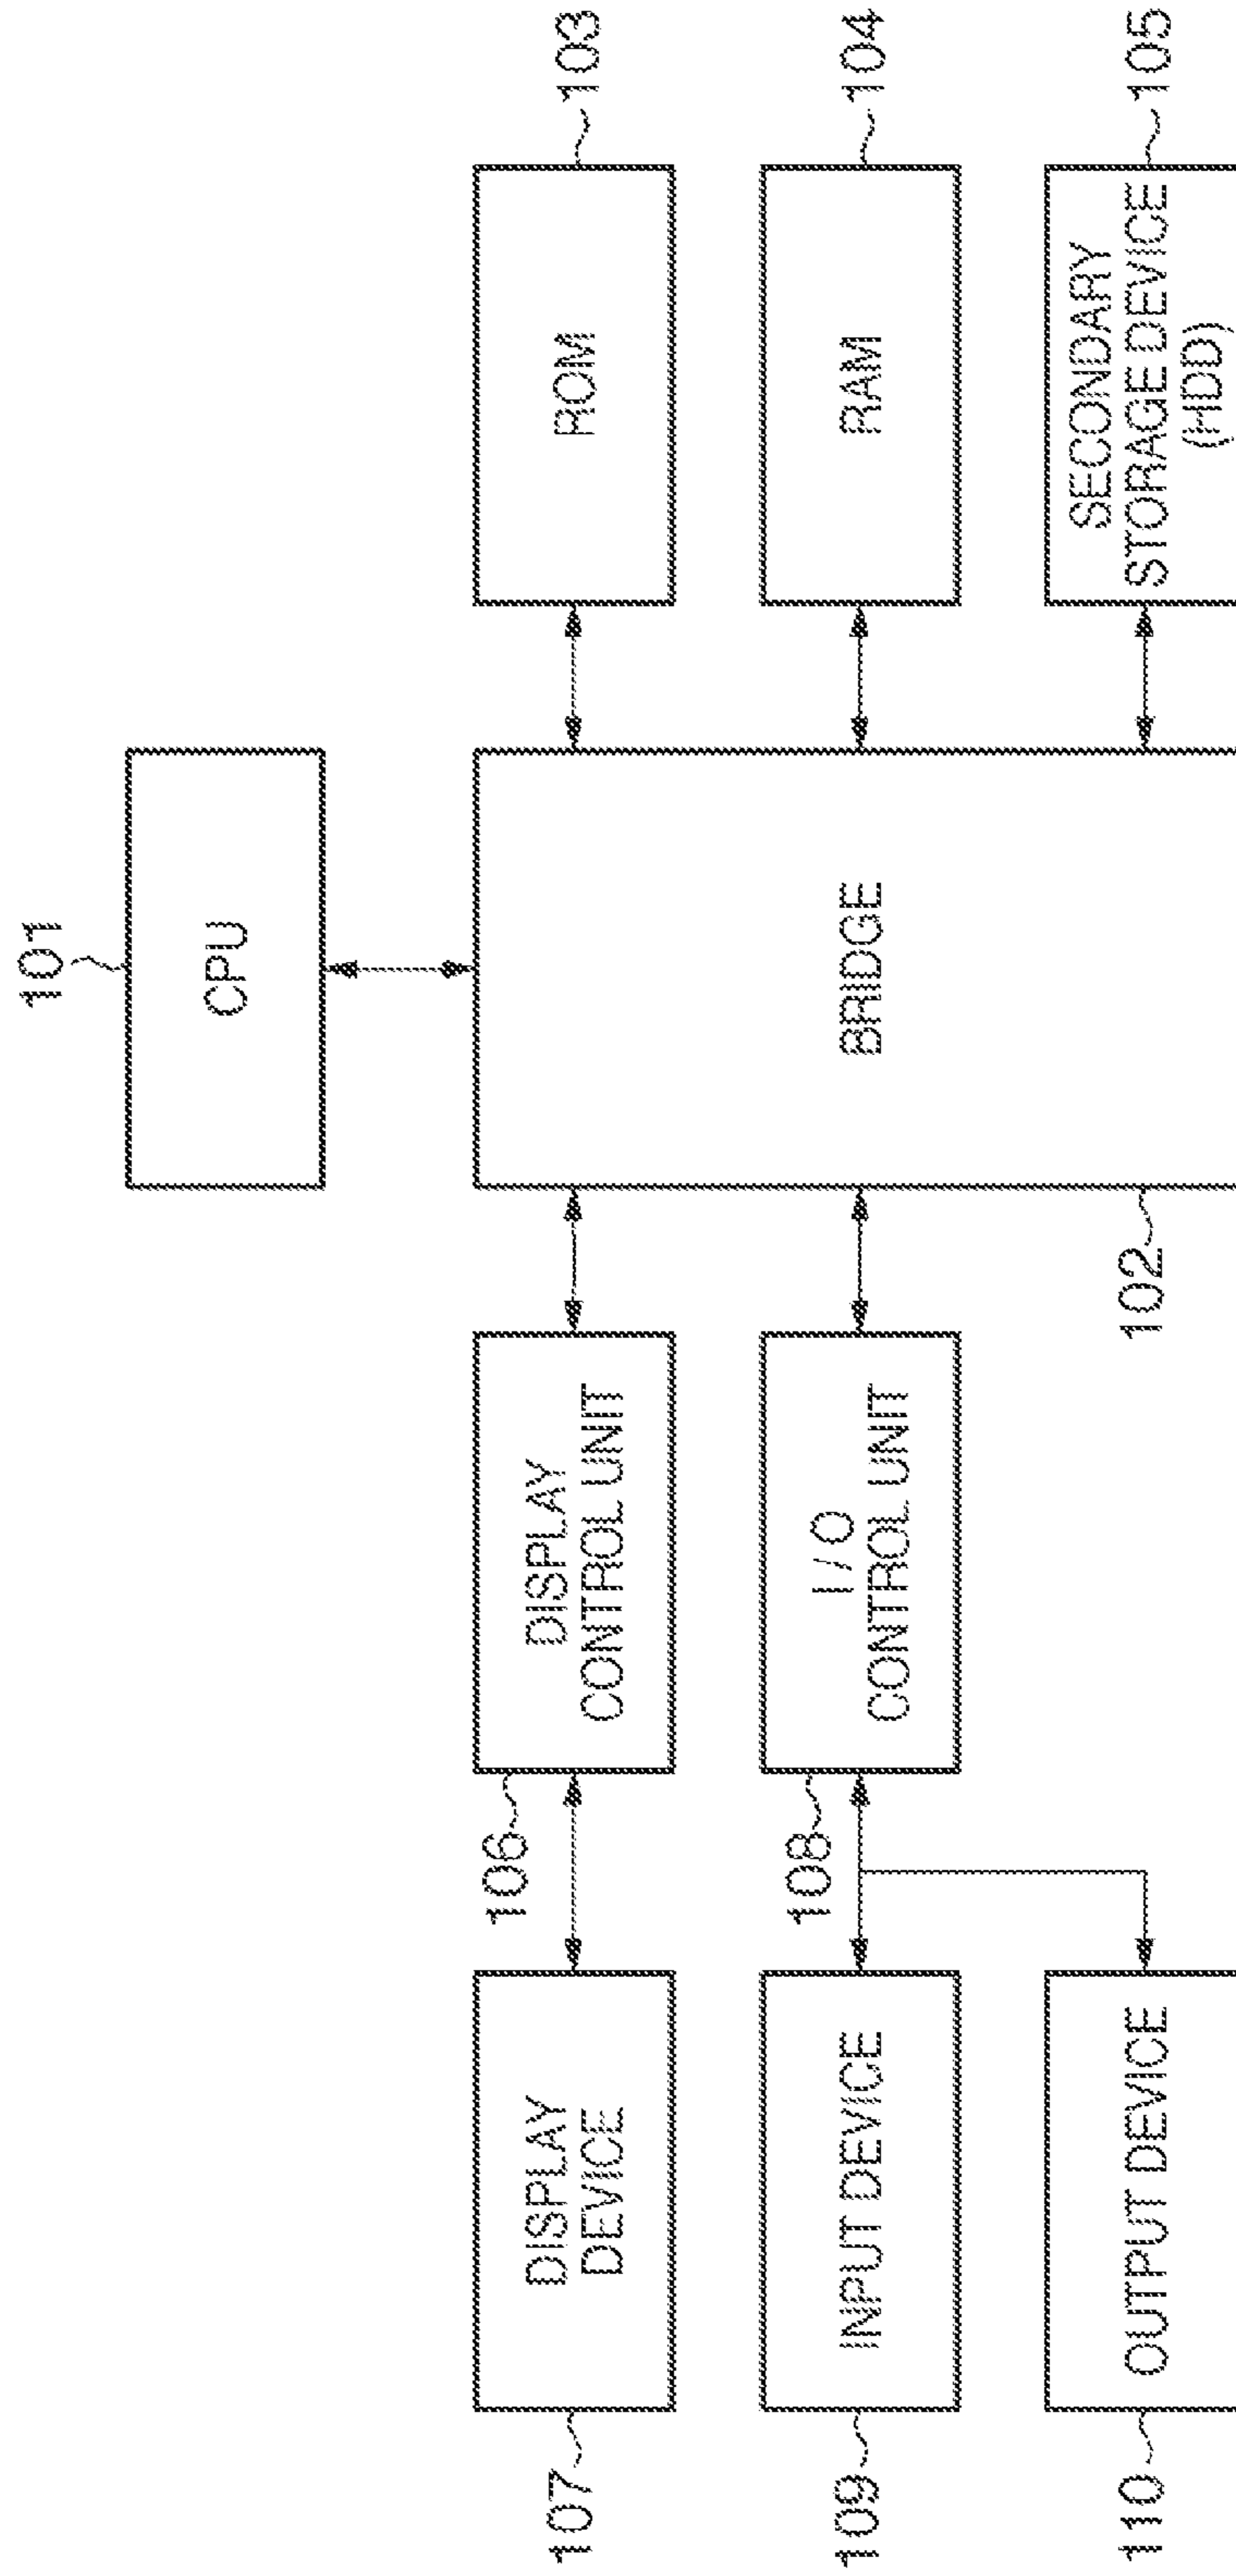 101
CPU
107
DISPLAY
DEVICE
106
DISPLAY
CONTROL UNIT
ROM
103
109
INPUT DEVICE
108
I / O
CONTROL UNIT
BRIDGE
RAM
104
110
OUTPUT DEVICE
102
SECONDARY
STORAGE DEVICE
(HDD)
105